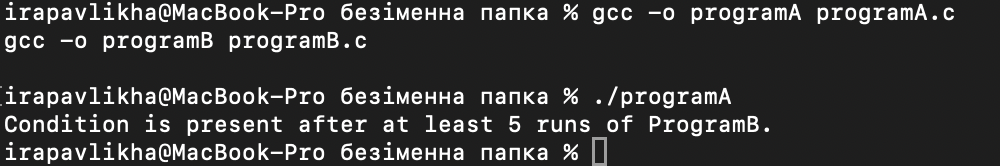 irapavlikha@MacBook-Pro безіменна папка % gcc -o programA programA.c
gcc -o programB programB.c
irapavlikha@MacBook-Pro безіменна папка % ./programA
Condition is present after at least 5 runs of ProgramB.
irapavlikha@MacBook-Pro безіменна папка %